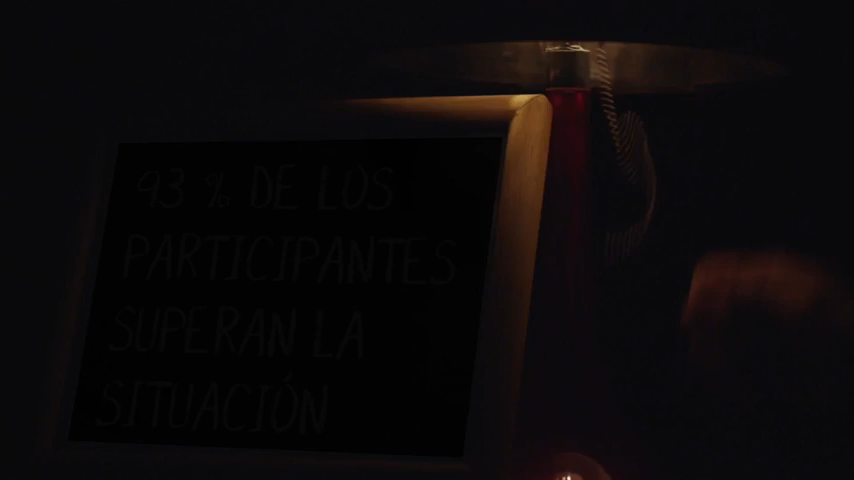 93 % DE LOS
PARTICIPANTES
SUPERAN LA
SITUACIÓN